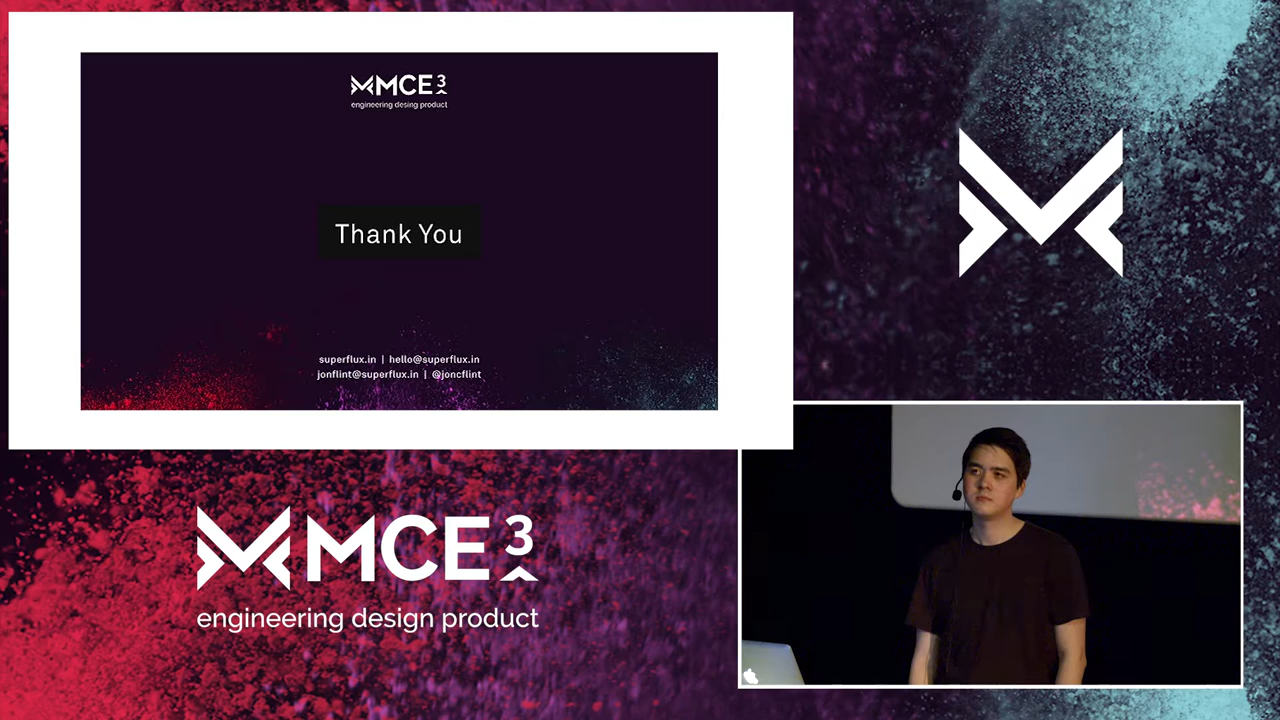 MCE 3
engineering desing product
Thank You
superflux.in | hello@superflux.in
jonflint@superflux.in | @joncflint
MCE 3
engineering design product